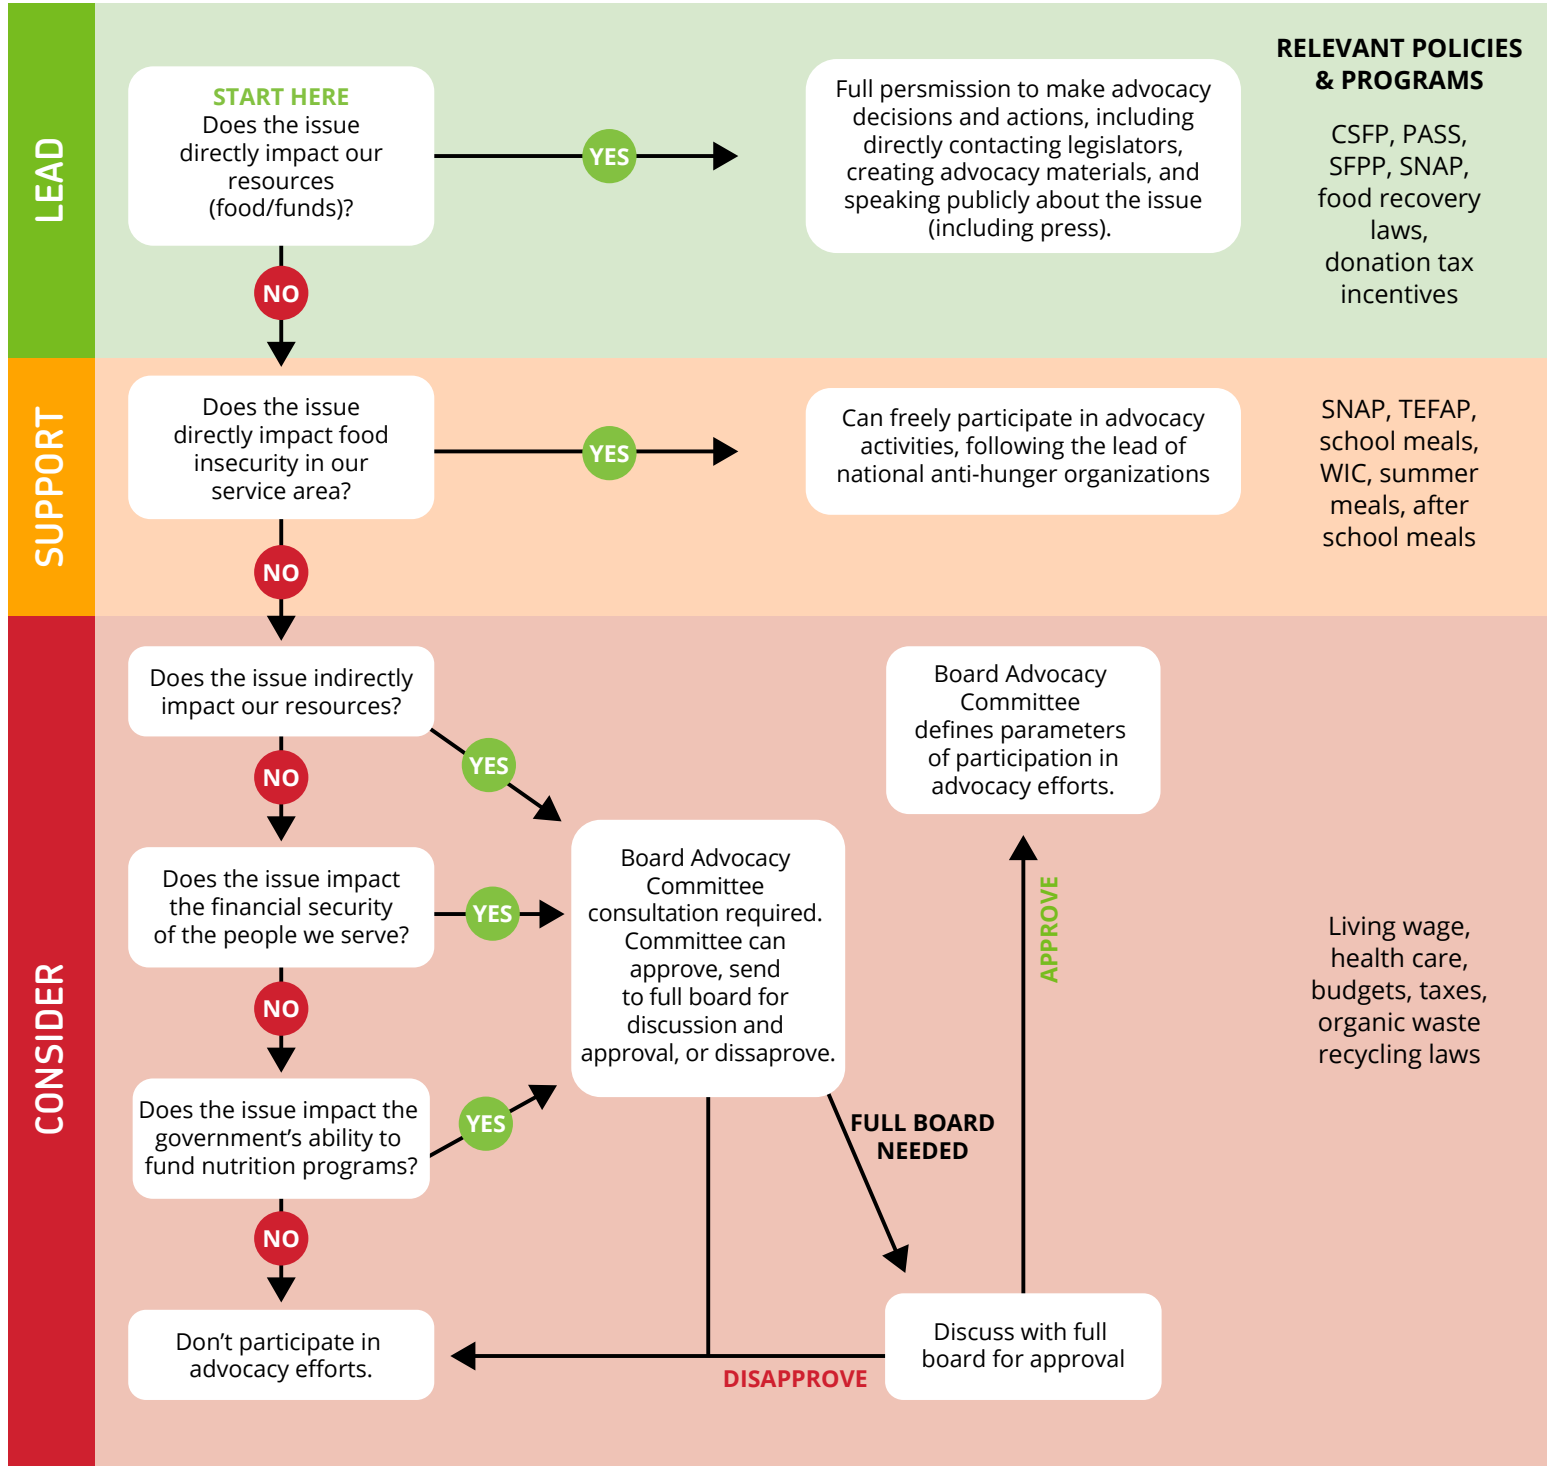 LEAD
START HERE
Does the issue
directly impact our
resources
(food/funds)?
YES
Full persmission to make advocacy
decisions and actions, including
directly contacting legislators,
creating advocacy materials, and
speaking publicly about the issue
(including press).
RELEVANT POLICIES
& PROGRAMS
CSFP, PASS,
SFPP, SNAP,
food recovery
laws,
donation tax
incentives
NO
SUPPORT
Does the issue
directly impact food
insecurity in our
service area?
YES
Can freely participate in advocacy
activities, following the lead of
national anti-hunger organizations
SNAP, TEFAP,
school meals,
WIC, summer
meals, after
school meals
NO
CONSIDER
Does the issue indirectly
impact our resources?
YES
NO
Does the issue impact
the financial security
of the people we serve?
YES
NO
Does the issue impact the
government’s ability to
fund nutrition programs?
YES
NO
Don’t participate in
advocacy efforts.
Board Advocacy
Committee
consultation required.
Committee can
approve, send
to full board for
discussion and
approval, or dissaprove.
FULL BOARD
NEEDED
DISAPPROVE
Discuss with full
board for approval
APPROVE
Board Advocacy
Committee
defines parameters
of participation in
advocacy efforts.
Living wage,
health care,
budgets, taxes,
organic waste
recycling laws